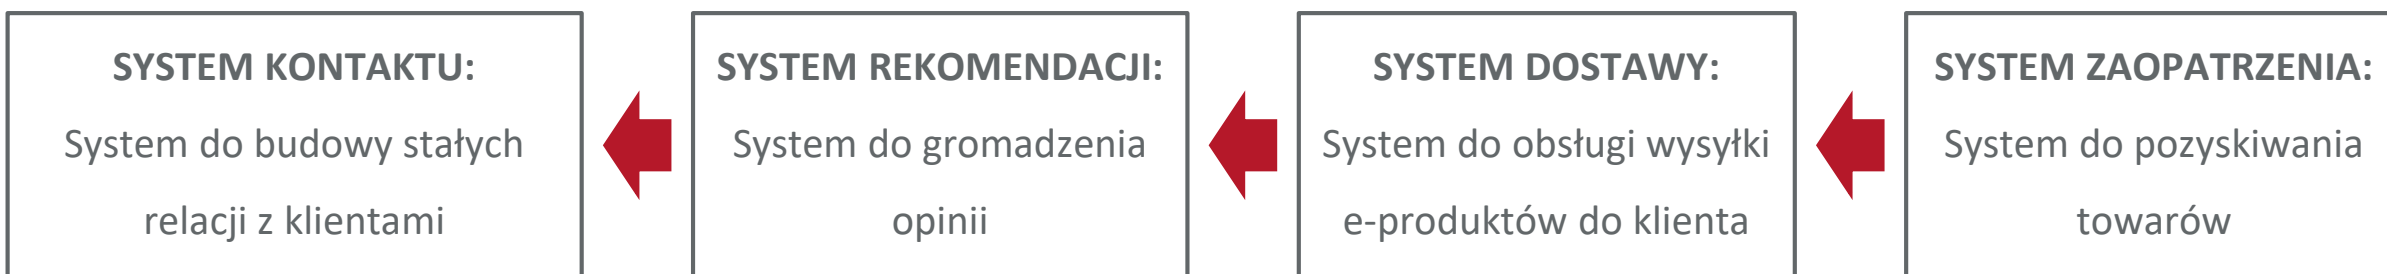 SYSTEM KONTAKTU:
System do budowy stałych
relacji z klientami
SYSTEM REKOMENDACJI:
System do gromadzenia
opinii
SYSTEM DOSTAWY:
System do obsługi wysyłki
e-produktów do klienta
SYSTEM ZAOPATRZENIA:
System do pozyskiwania
towarów